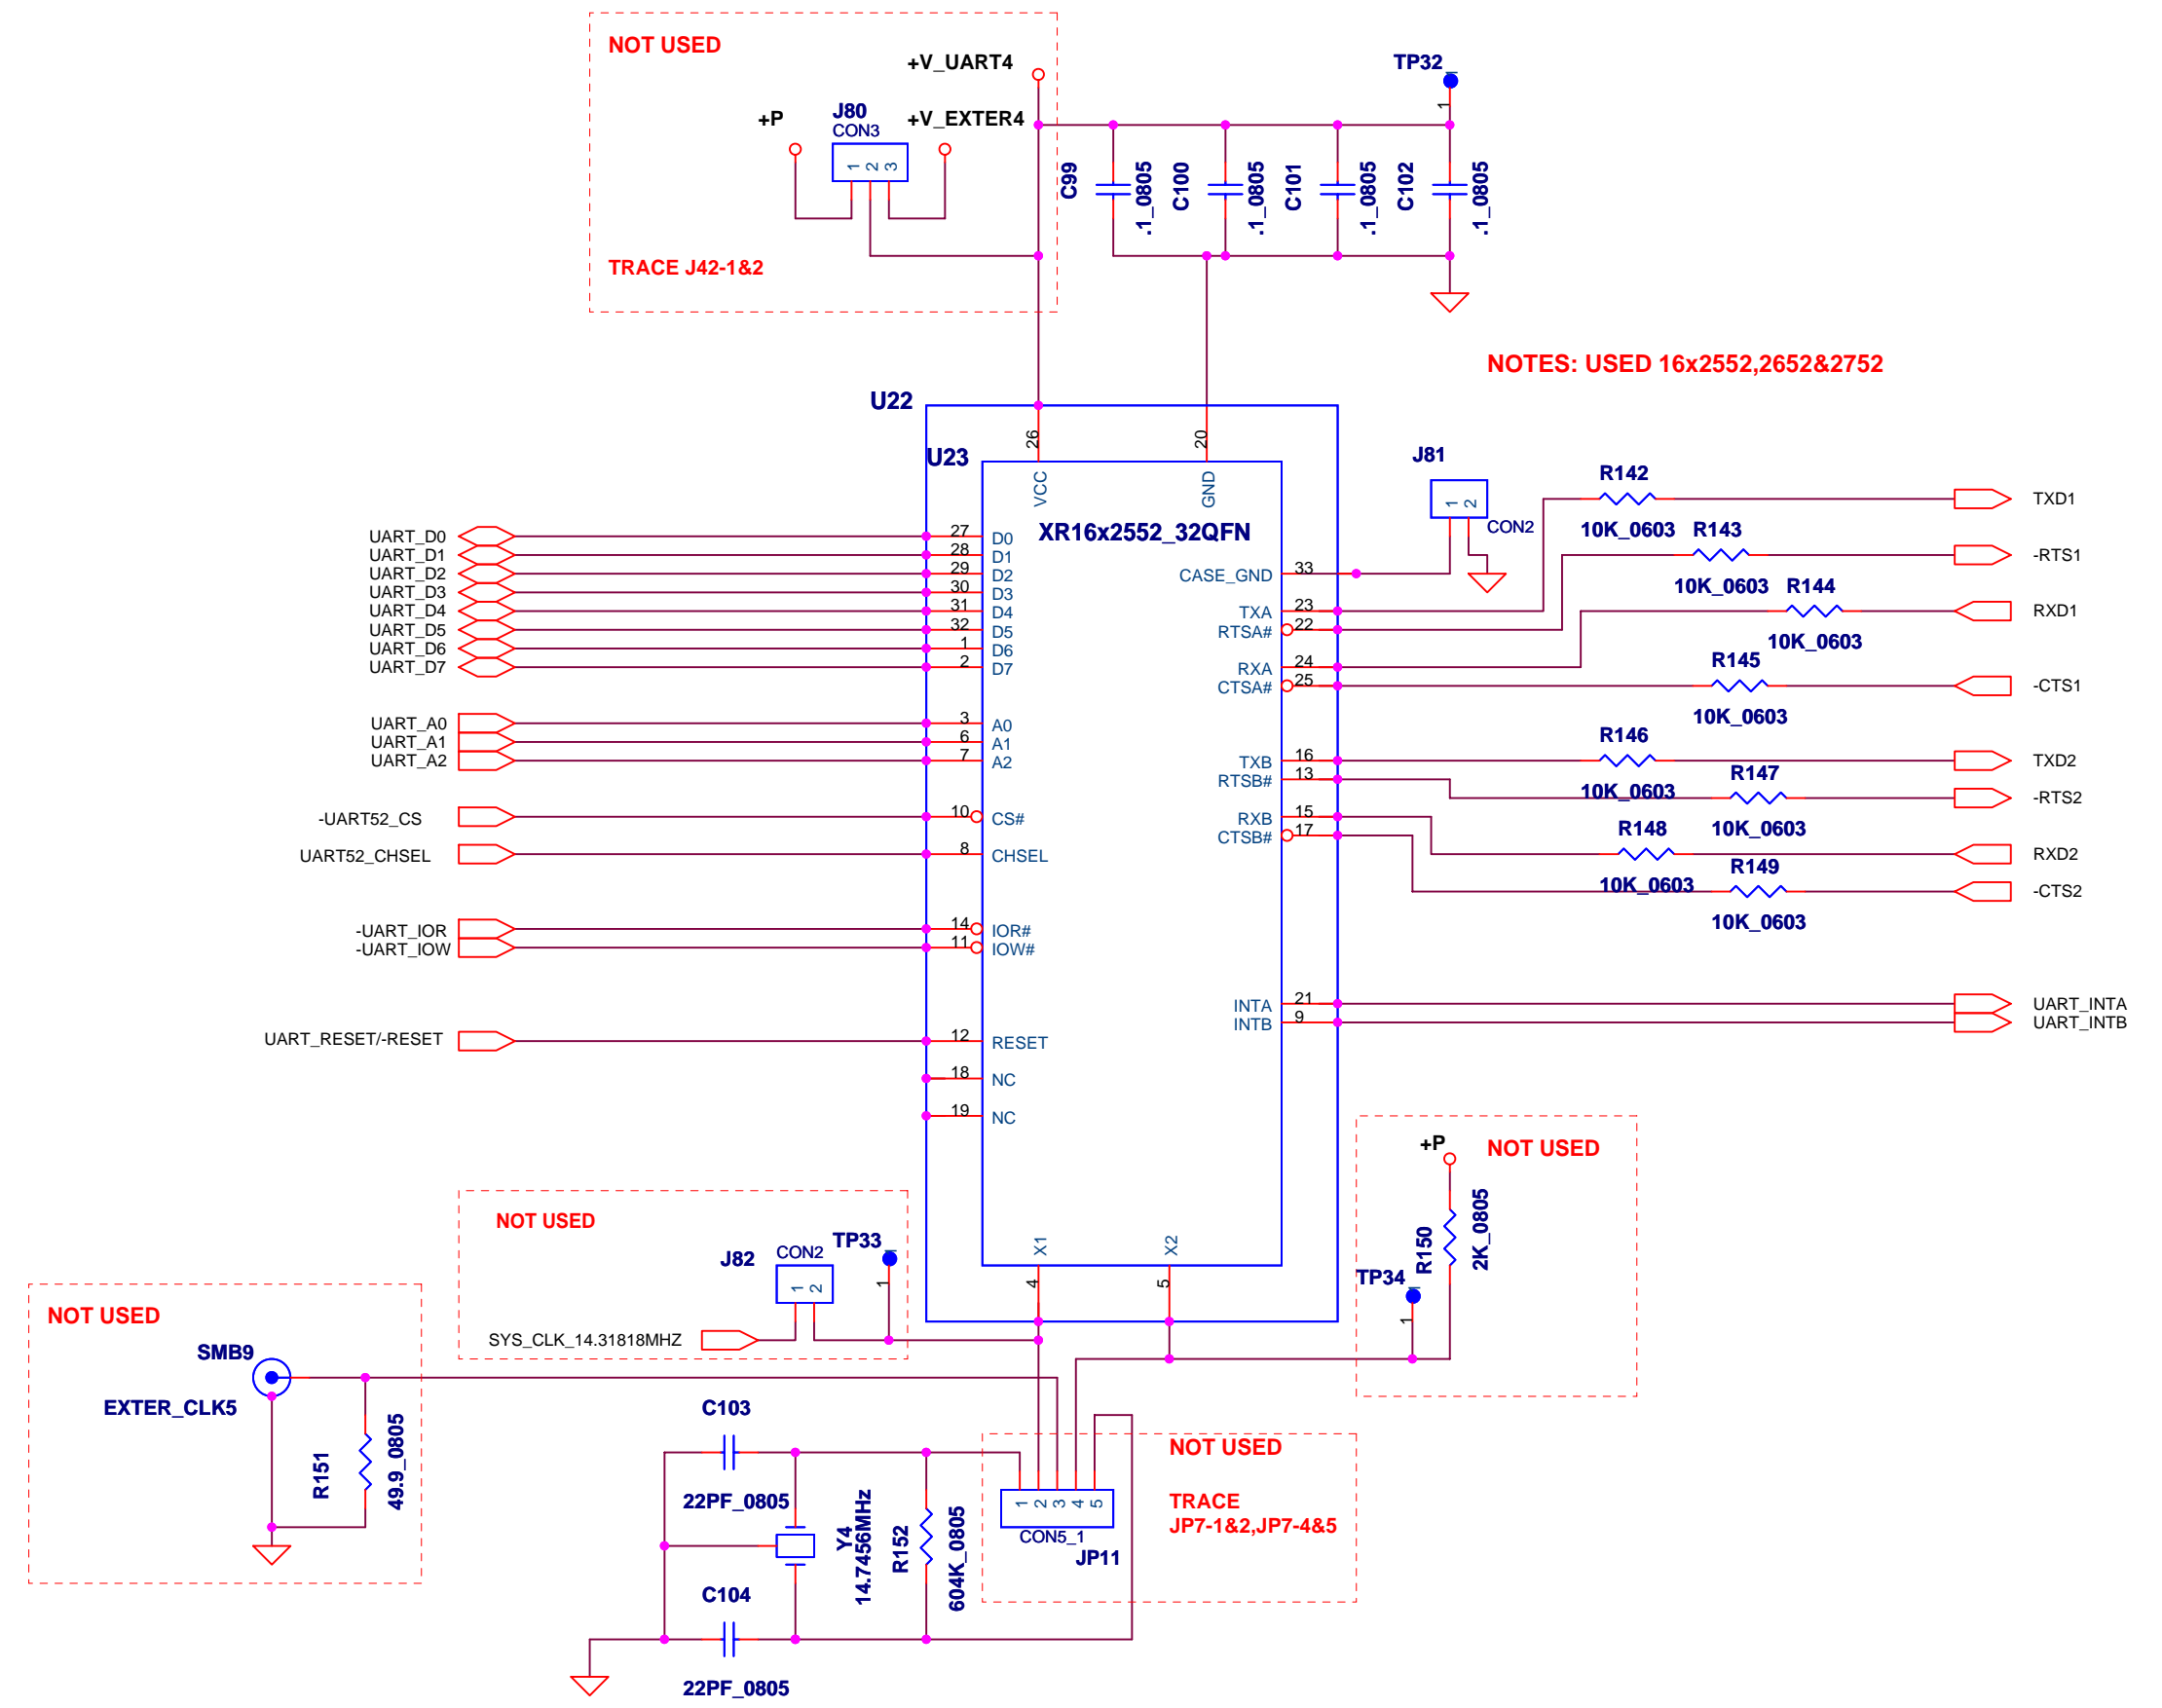 NOT USED
+V_UART4
+P
J80
CON3
+V_EXTER4
1
2
3
TRACE J42-1&2
TP32
1
C99
.1_0805
C100
.1_0805
C101
.1_0805
C102
.1_0805
NOTES: USED 16x2552,2652&2752
U22
U23
26
VCC
20
GND
XR16x2552_32QFN
UART_D0
27
D0
UART_D1
28
D1
UART_D2
29
D2
UART_D3
30
D3
UART_D4
31
D4
UART_D5
32
D5
UART_D6
1
D6
UART_D7
2
D7
UART_A0
3
A0
UART_A1
6
A1
UART_A2
7
A2
-UART52_CS
10
CS#
UART52_CHSEL
8
CHSEL
-UART_IOR
14
IOR#
-UART_IOW
11
IOW#
UART_RESET/-RESET
12
RESET
18
NC
19
NC
J81
1
2
CON2
CASE_GND
33
TXA
23
RTSA#
22
RXA
24
CTSA#
25
TXB
16
RTSB#
13
RXB
15
CTSB#
17
INTA
21
INTB
9
R142
10K_0603
TXD1
R143
10K_0603
-RTS1
R144
10K_0603
RXD1
R145
10K_0603
-CTS1
R146
10K_0603
TXD2
R147
10K_0603
-RTS2
R148
10K_0603
RXD2
R149
10K_0603
-CTS2
UART_INTA
UART_INTB
+P
NOT USED
R150
2K_0805
TP34
1
X1
4
X2
5
NOT USED
J82
CON2
1
2
TP33
1
SYS_CLK_14.31818MHZ
NOT USED
SMB9
EXTER_CLK5
R151
49.9_0805
C103
22PF_0805
Y4
14.7456MHz
R152
604K_0805
C104
22PF_0805
NOT USED
1
2
3
4
5
CON5_1
JP11
TRACE
JP7-1&2,JP7-4&5